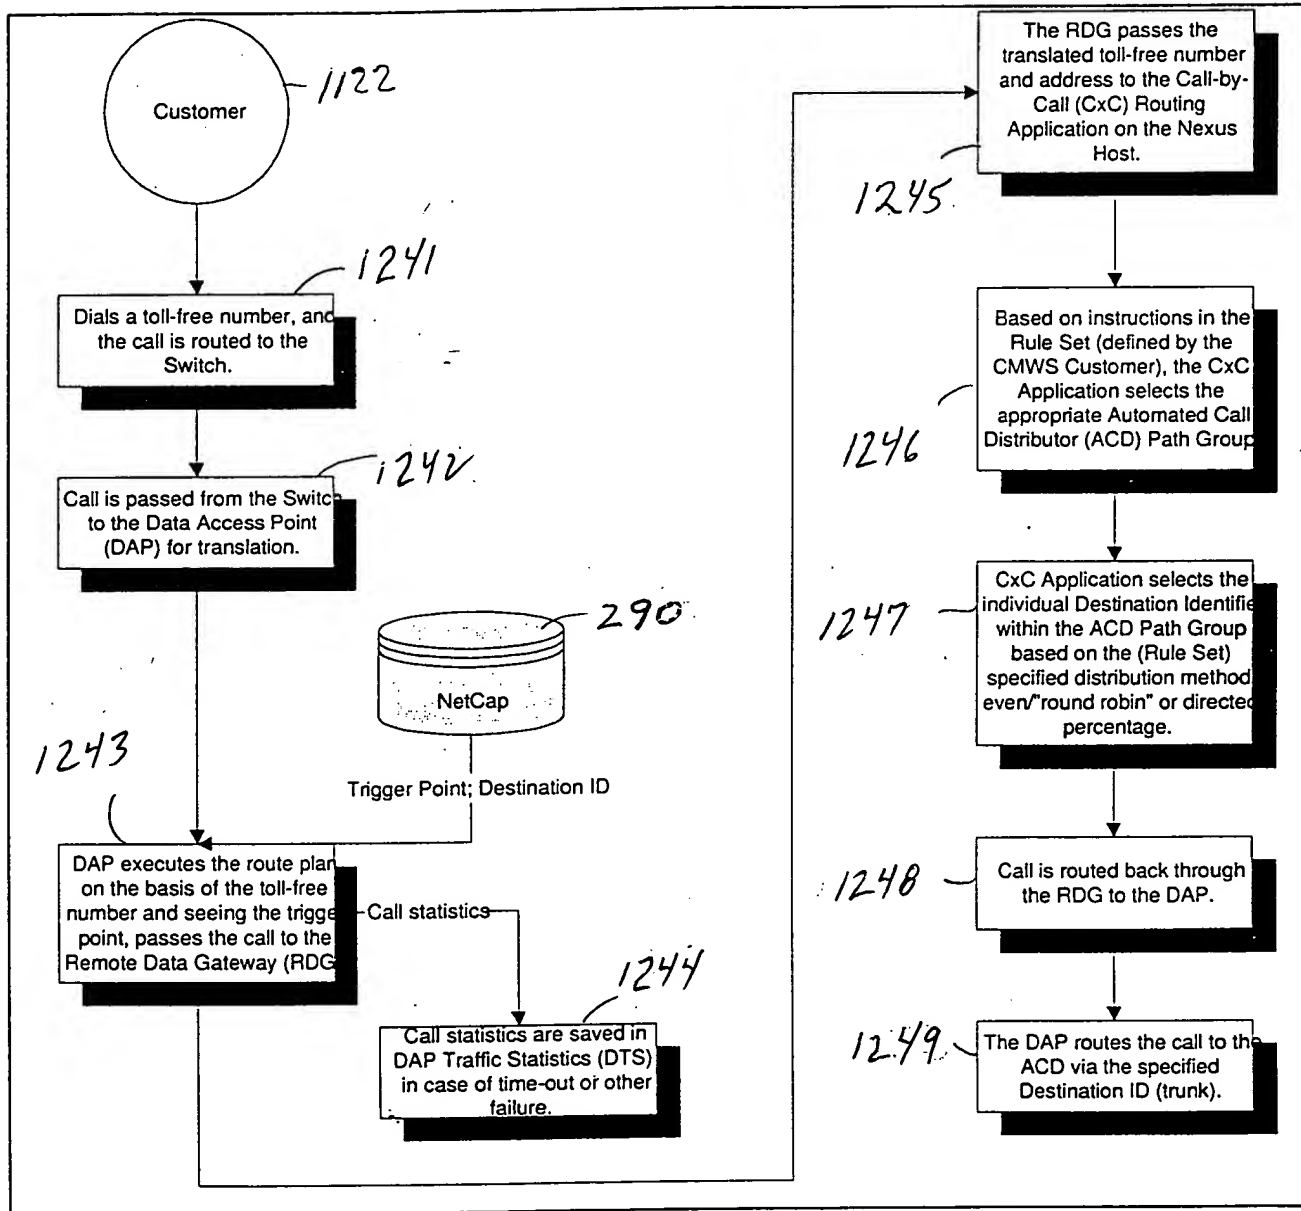 Customer
1122
1241
Dials a toll-free number, and
the call is routed to the
Switch.
1242
Call is passed from the Switch
to the Data Access Point
(DAP) for translation.
290
NetCap
Trigger Point; Destination ID
1243
DAP executes the route plan
on the basis of the toll-free
number and seeing the trigge
point, passes the call to the
Remote Data Gateway (RDG
Call statistics
1244
Call statistics are saved in
DAP Traffic Statistics (DTS)
in case of time-out or other
failure.
The RDG passes the
translated toll-free number
and address to the Call-by-
Call (CxC) Routing
Application on the Nexus
Host.
1245
Based on instructions in the
Rule Set (defined by the
CMWS Customer), the CxC
Application selects the
appropriate Automated Call
Distributor (ACD) Path Group
1246
CxC Application selects the
individual Destination Identifie
within the ACD Path Group
based on the (Rule Set)
specified distribution method
even/"round robin" or directe
percentage.
1247
Call is routed back through
the RDG to the DAP.
1248
The DAP routes the call to the
ACD via the specified
Destination ID (trunk).
1249